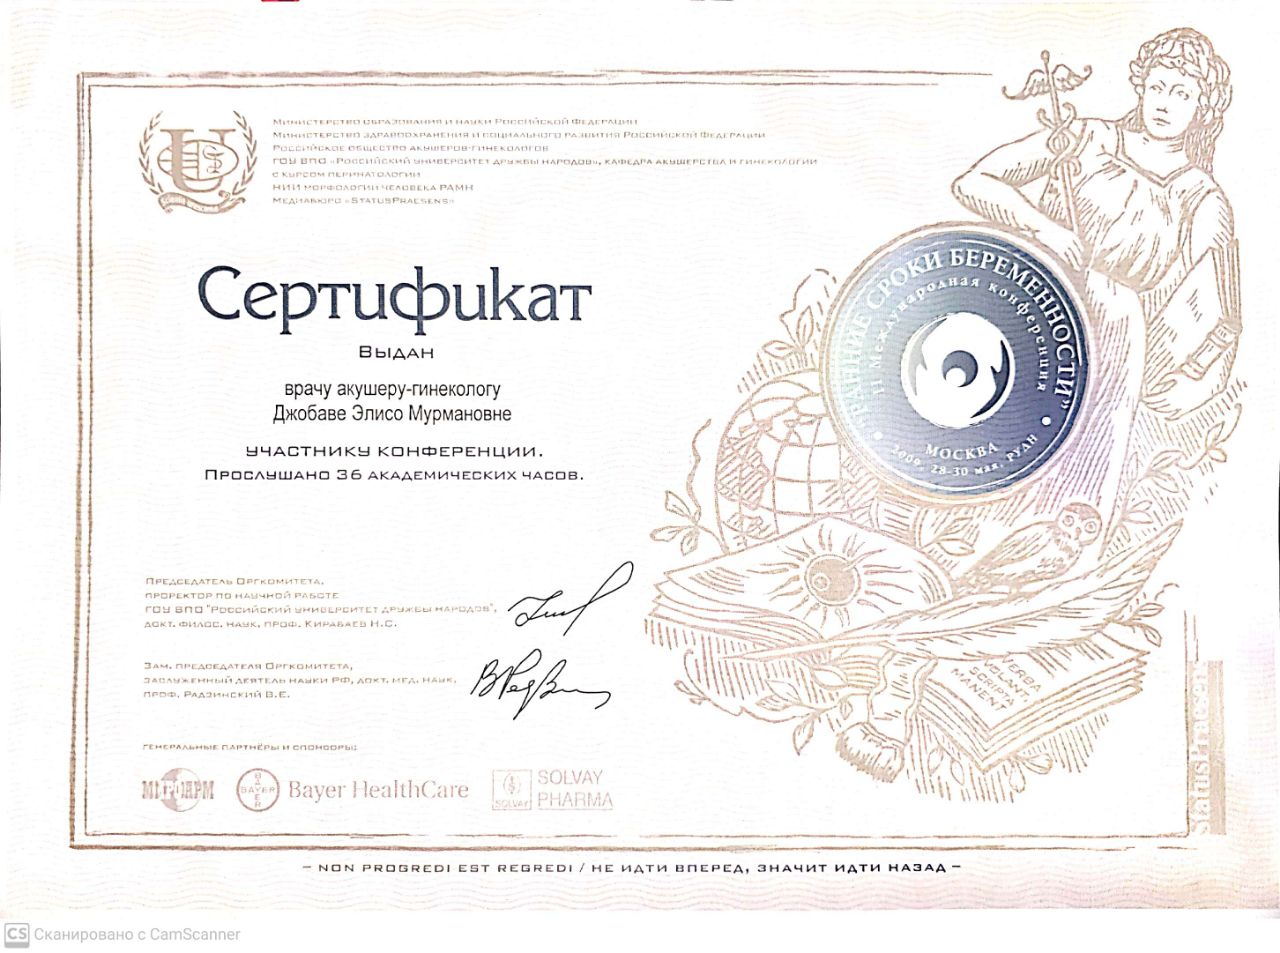 Министерство образования и науки Российской Федерации
Министерство здравоохранения и социального развития Российской Федерации
Российское общество акушеров-гинекологов
ГОУ ВПО «Российский университет дружбы народов», кафедра акушерства и гинекологии
с курсом перинатологии
НИИ морфологии человека РАМН
Медиабюро «StatusPraesens»
Сертификат
Выдан
врачу акушеру-гинекологу
Джобаве Элисо Мурмановне
участнику конференции.
Прослушано 36 академических часов.
"РАННИЕ СРОКИ БЕРЕМЕННОСТИ"
II Международная конференция
МОСКВА
2009, 28-30 мая, РУДН
Председатель Оргкомитета,
проректор по научной работе
ГОУ ВПО "Российский университет дружбы народов",
докт. филос. наук, проф. Кирабаев Н.С.
Зам. председателя Оргкомитета,
заслуженный деятель науки РФ, докт. мед. наук,
проф. Радзинский В.Е.
VERBA
VOLANT
SCRIPTA
MANENT
генеральные партнёры и спонсоры:
МІРФАРМ
BAYER
BAYER
Bayer HealthCare
SOLVAY
SOLVAY
PHARMA
– NON PROGREDI EST REGREDI / НЕ ИДТИ ВПЕРЕД, ЗНАЧИТ ИДТИ НАЗАД –
CS Сканировано с CamScanner